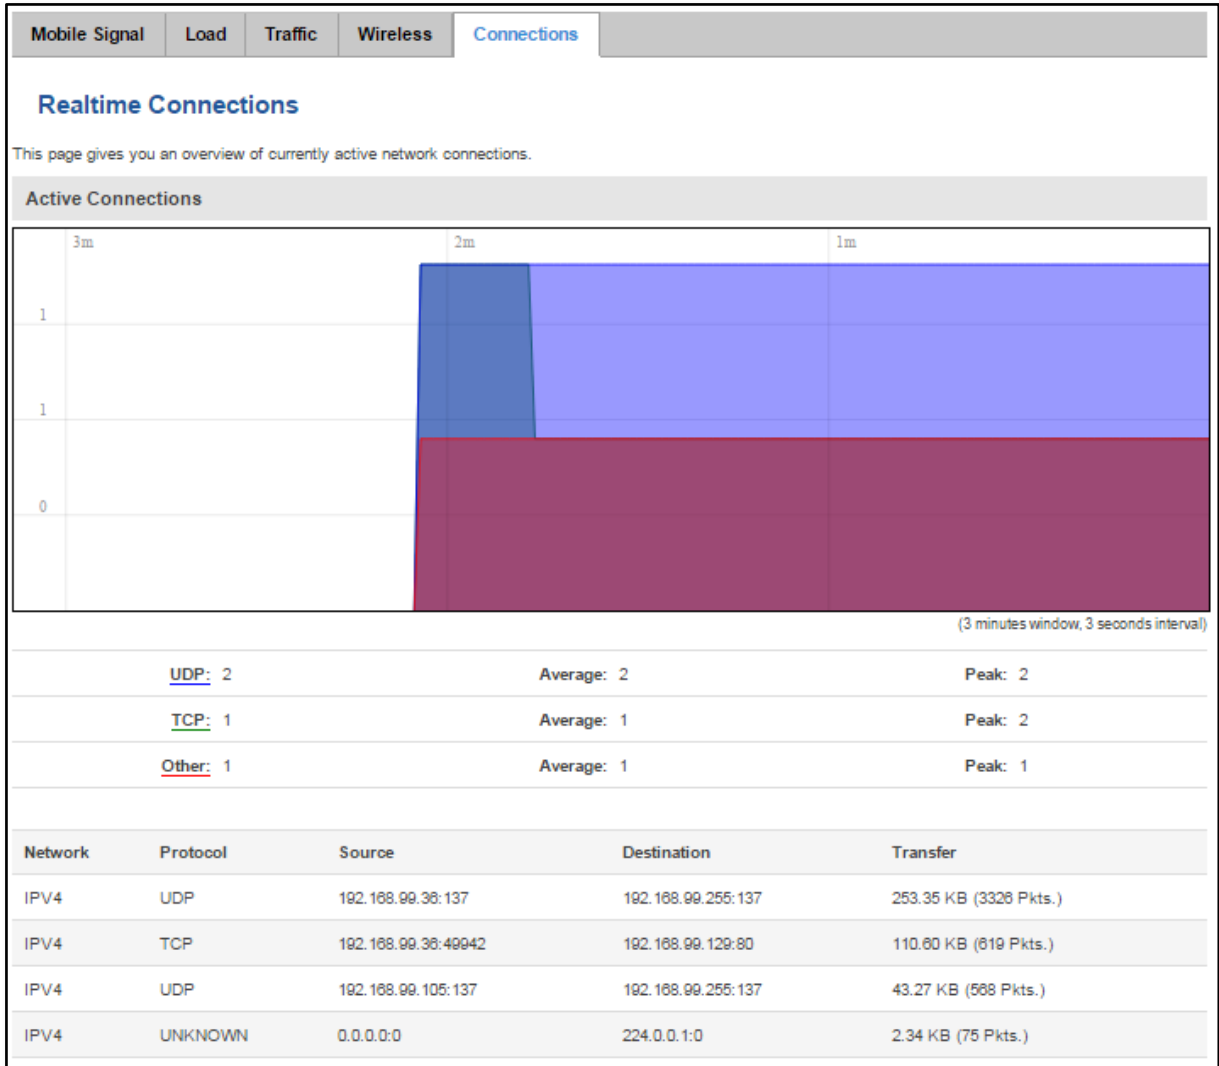 Mobile Signal Load Traffic Wireless Connections
Realtime Connections
This page gives you an overview of currently active network connections.
Active Connections
3m 2m 1m
1
1
0
(3 minutes window, 3 seconds interval)
UDP: 2 Average: 2 Peak: 2
TCP: 1 Average: 1 Peak: 2
Other: 1 Average: 1 Peak: 1
Network Protocol Source Destination Transfer
IPV4 UDP 192.168.99.36:137 192.168.99.255:137 253.35 KB (3326 Pkts.)
IPV4 TCP 192.168.99.36:49942 192.168.99.129:80 110.60 KB (619 Pkts.)
IPV4 UDP 192.168.99.105:137 192.168.99.255:137 43.27 KB (568 Pkts.)
IPV4 UNKNOWN 0.0.0.0:0 224.0.0.1:0 2.34 KB (75 Pkts.)